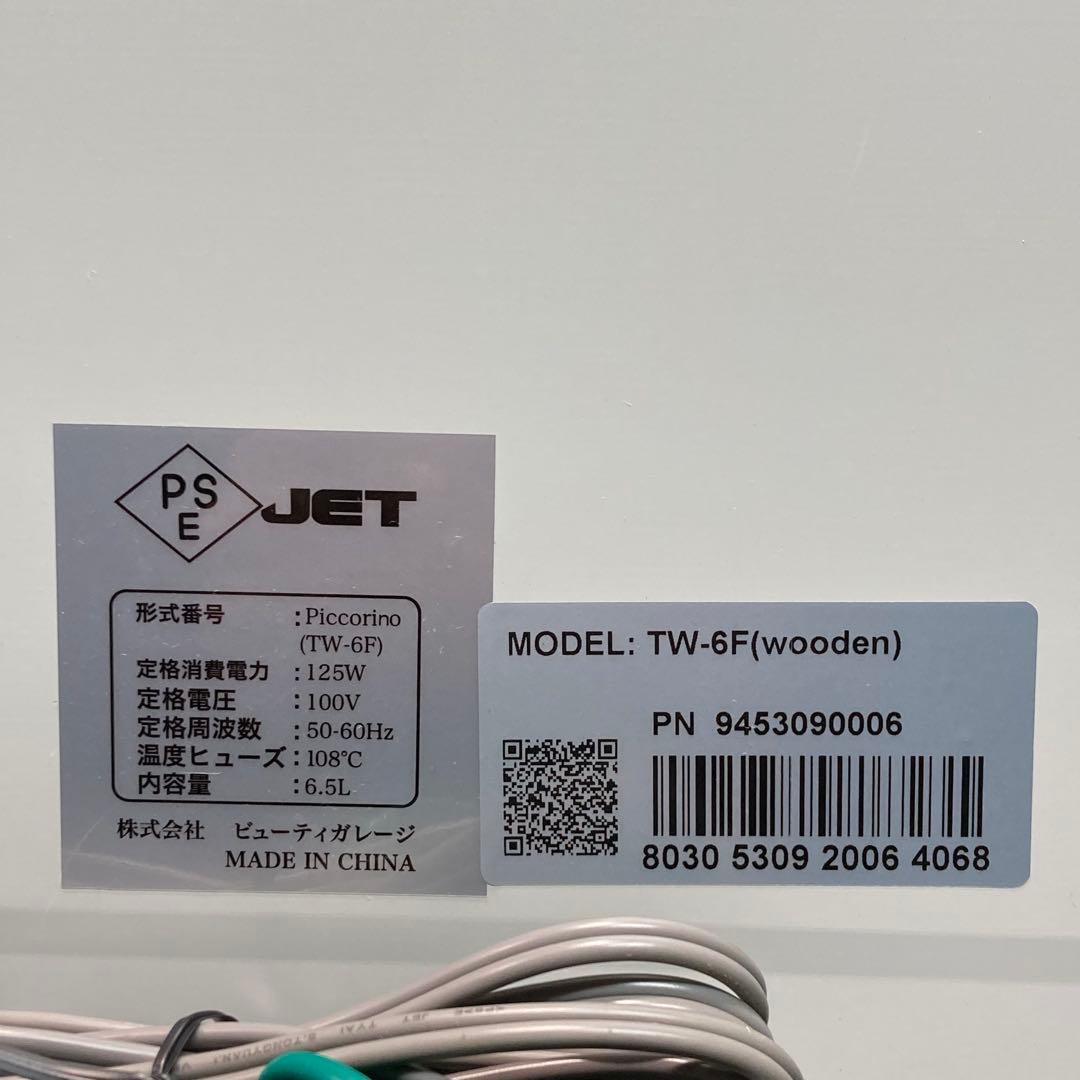 PS
E
JET
形式番号 : Piccorino
(TW-6F)
定格消費電力 : 125W
定格電圧 : 100V
定格周波数 : 50-60Hz
温度ヒューズ : 108℃
内容量 : 6.5L
株式会社 ビューティガレージ
MADE IN CHINA
MODEL: TW-6F(wooden)
PN 9453090006
8030 5309 2006 4068